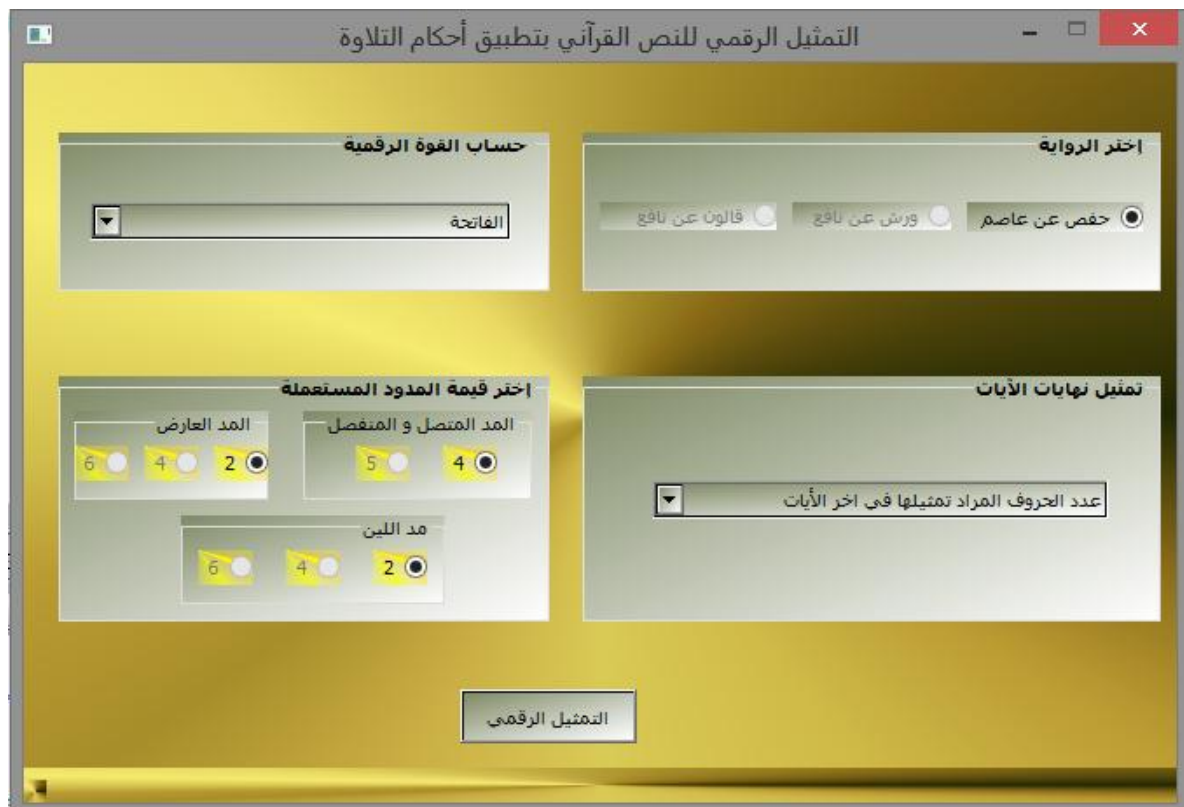 التمثيل الرقمي للنص القرآني بتطبيق أحكام التلاوة
إختر الرواية
حفص عن عاصم
ورش عن نافع
قالون عن نافع
حساب القوة الرقمية
الفاتحة
تمثيل نهايات الأيات
عدد الحروف المراد تمثيلها في اخر الأيات
إختر قيمة المدود المستعملة
المد المتصل و المنفصل
4
5
المد العارض
2
4
6
مد اللين
2
4
6
التمثيل الرقمي